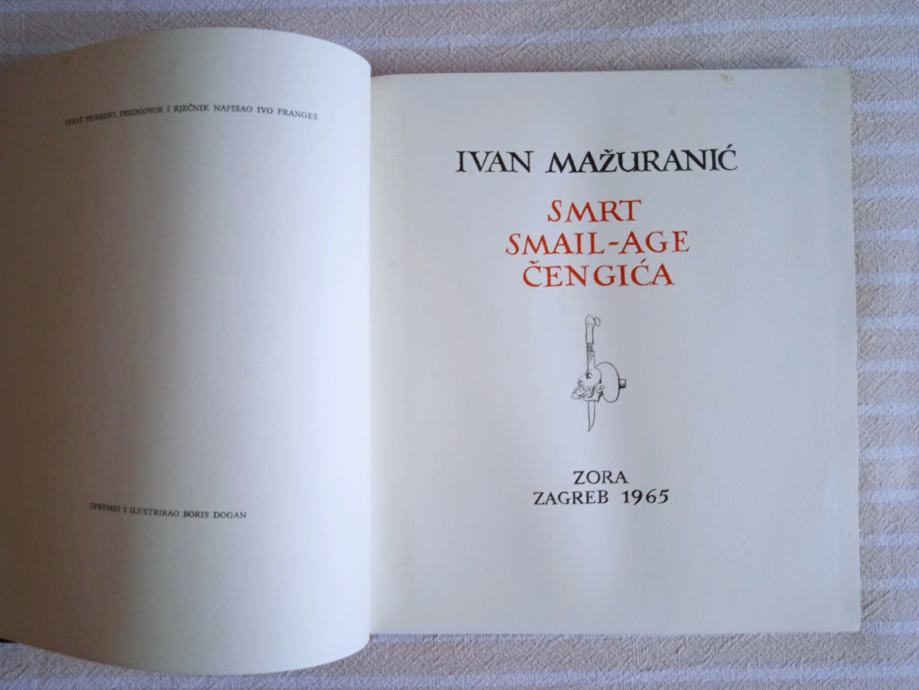 TEKST PRIREDIO, PREDGOVOR I RJEČNIK NAPISAO IVO FRANGEŠ
OPREMIO I ILUSTRIRAO BORIS DOGAN
IVAN MAŽURANIĆ
SMRT
SMAIL-AGE
ČENGIĆA
ZORA
ZAGREB 1965